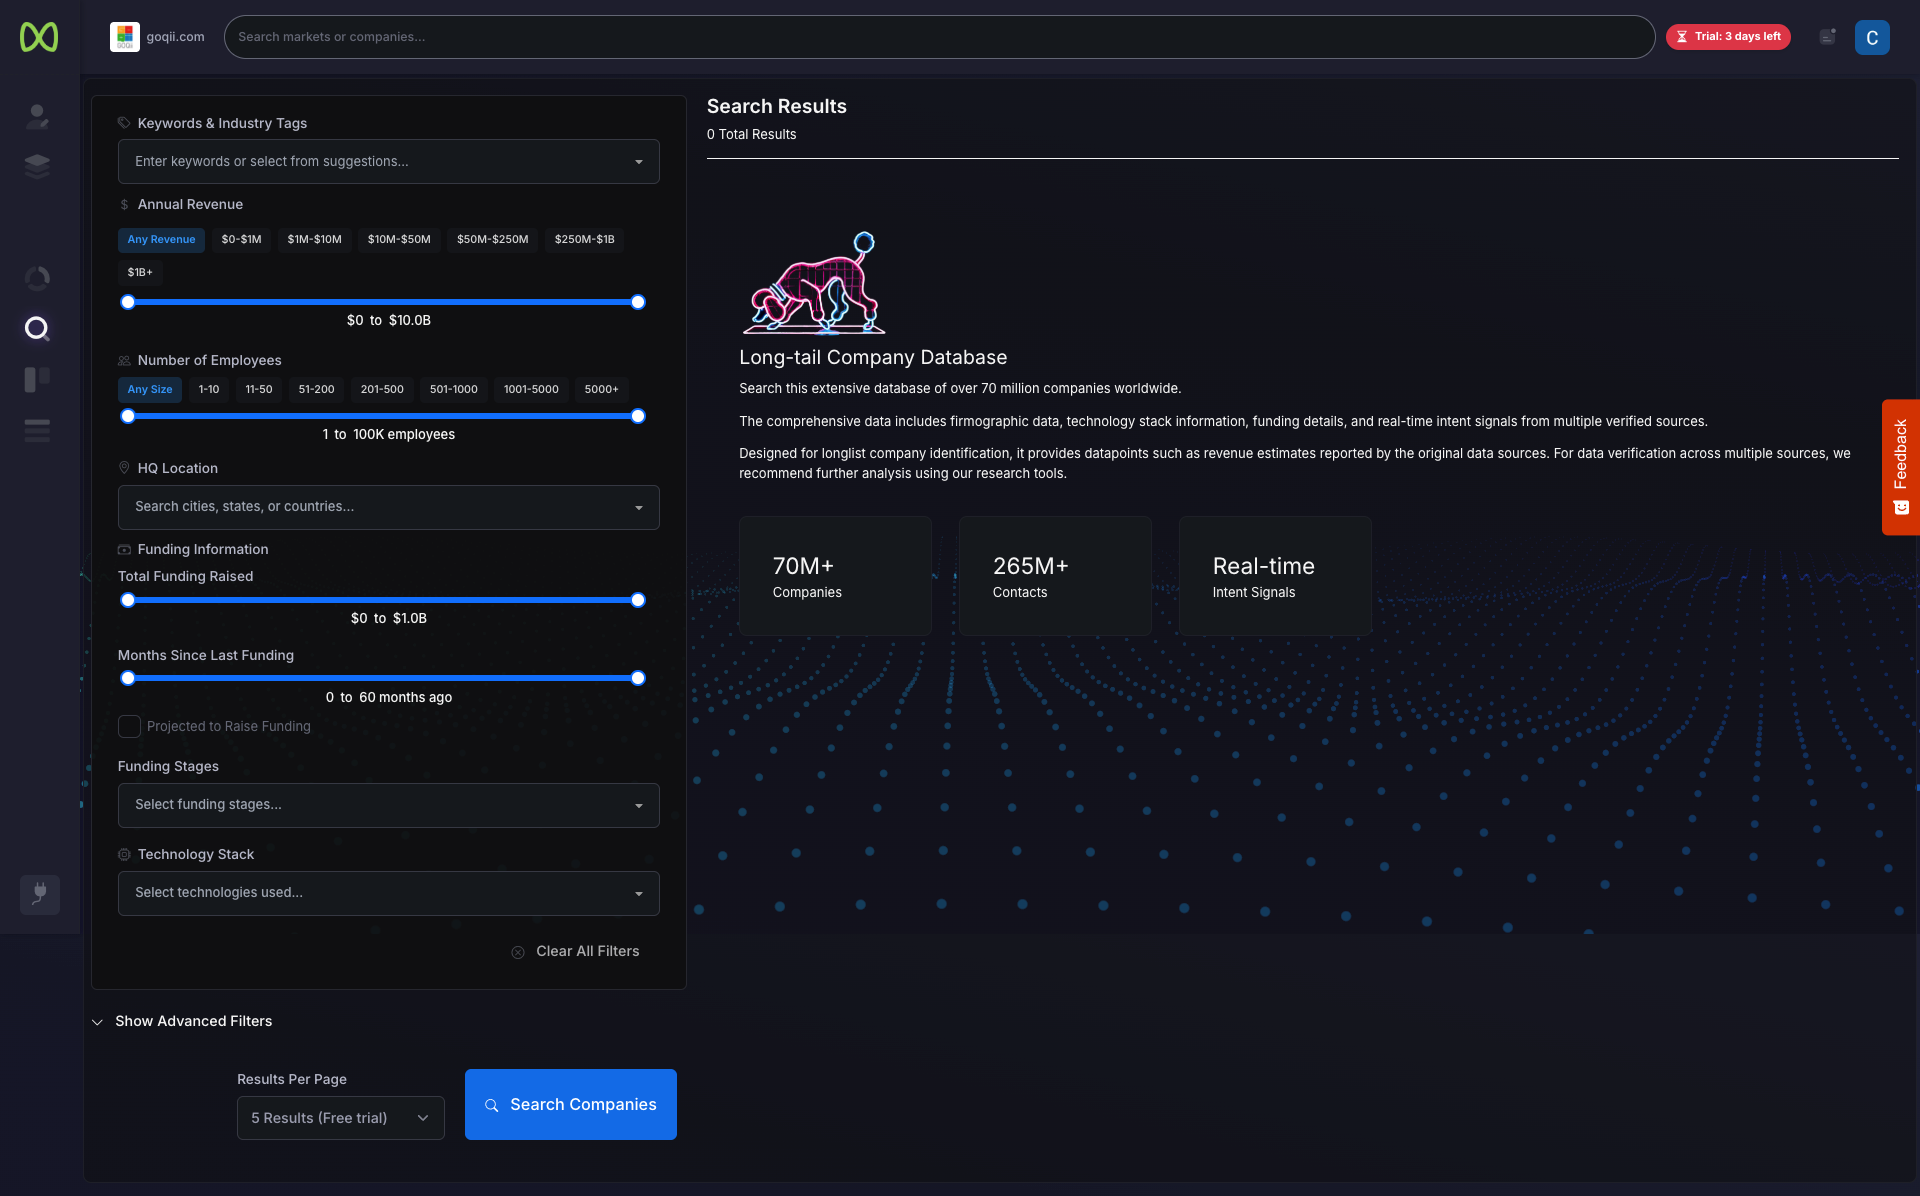 goqii.com
Search markets or companies...
Trial: 3 days left
C
Keywords & Industry Tags
Enter keywords or select from suggestions...
$ Annual Revenue
Any Revenue
$0-$1M
$1M-$10M
$10M-$50M
$50M-$250M
$250M-$1B
$1B+
$0 to $10.0B
Number of Employees
Any Size
1-10
11-50
51-200
201-500
501-1000
1001-5000
5000+
1 to 100K employees
HQ Location
Search cities, states, or countries...
Funding Information
Total Funding Raised
$0 to $1.0B
Months Since Last Funding
0 to 60 months ago
Projected to Raise Funding
Funding Stages
Select funding stages...
Technology Stack
Select technologies used...
Clear All Filters
Show Advanced Filters
Results Per Page
5 Results (Free trial)
Search Companies
Search Results
0 Total Results
Long-tail Company Database
Search this extensive database of over 70 million companies worldwide.
The comprehensive data includes firmographic data, technology stack information, funding details, and real-time intent signals from multiple verified sources.
Designed for longlist company identification, it provides datapoints such as revenue estimates reported by the original data sources. For data verification across multiple sources, we
recommend further analysis using our research tools.
70M+
Companies
265M+
Contacts
Real-time
Intent Signals
Feedback